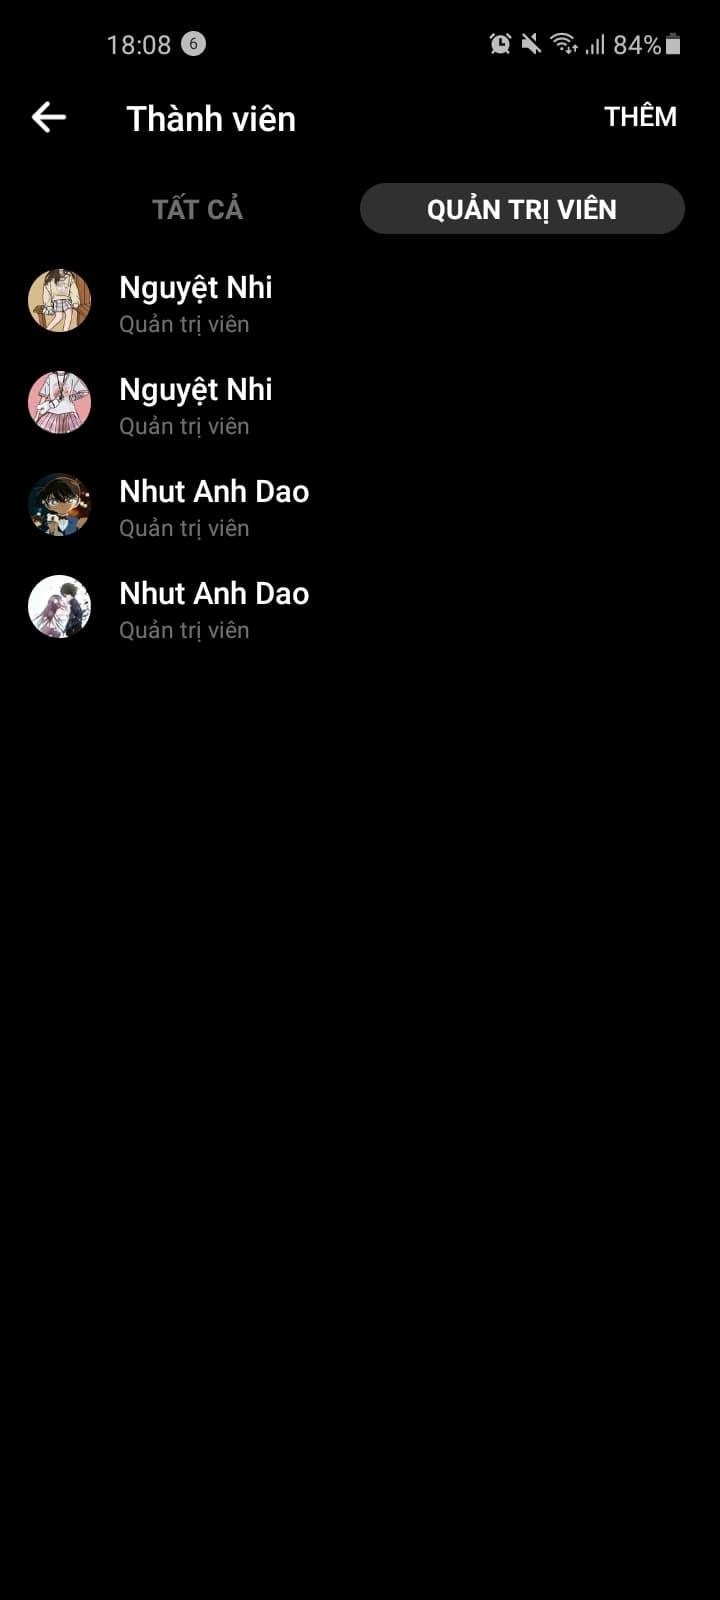 18:08 6 84%
Thành viên THÊM
TẤT CẢ QUẢN TRỊ VIÊN
Nguyệt Nhi
Quản trị viên
Nguyệt Nhi
Quản trị viên
Nhut Anh Dao
Quản trị viên
Nhut Anh Dao
Quản trị viên